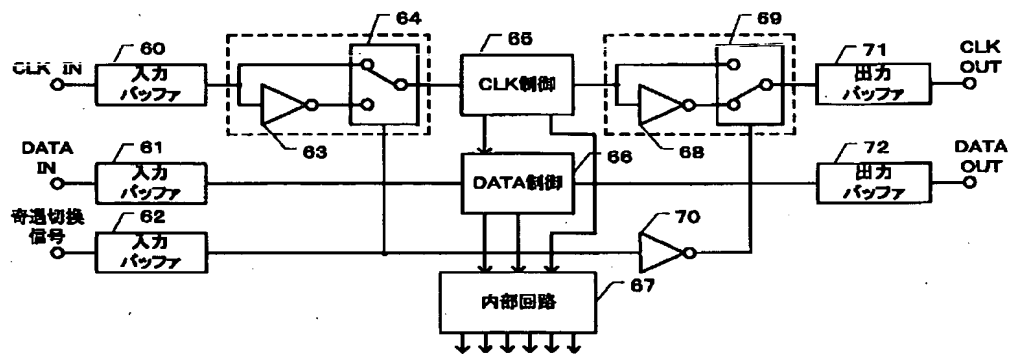 60
64
65
69
71
CLK IN
入力
バッファ
CLK制御
出力
バッファ
CLK
OUT
63
68
61
66
72
DATA
IN
入力
バッファ
DATA制御
出力
バッファ
DATA
OUT
奇遇切換
信号
62
入力
バッファ
70
67
内部回路